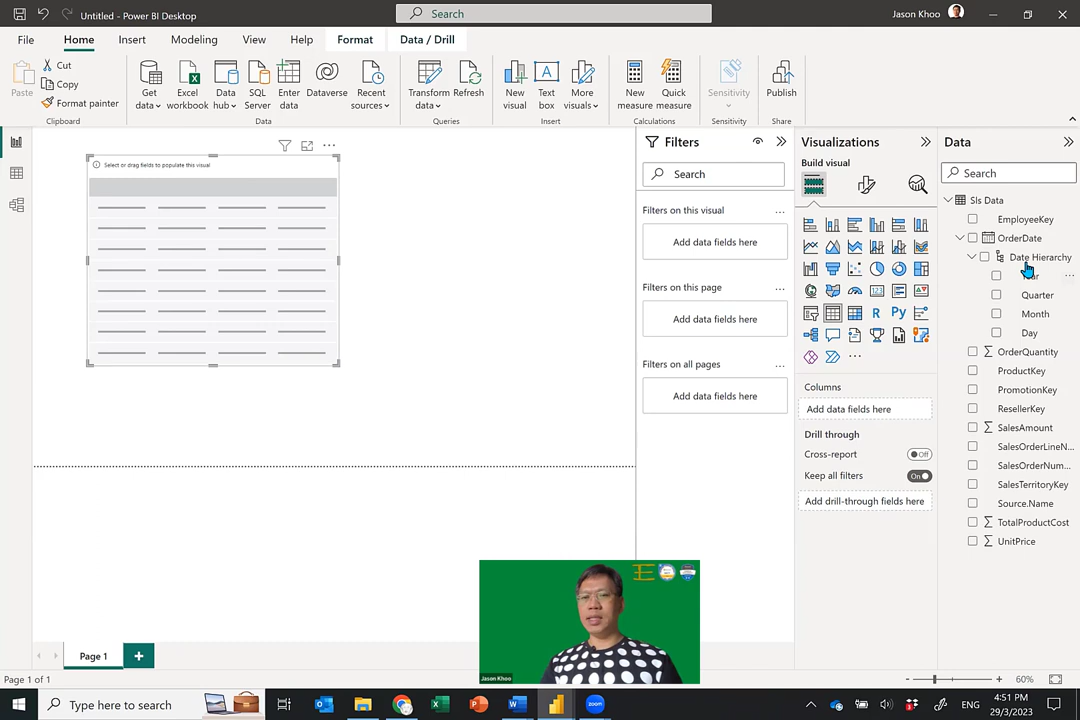 Untitled - Power BI Desktop
Search
Jason Khoo
File
Home
Insert
Modeling
View
Help
Format
Data / Drill
Paste
Cut
Copy
Format painter
Get data
Excel workbook
Data hub
SQL Server
Enter data
Dataverse
Recent sources
Transform data
Refresh
New visual
Text box
More visuals
New measure
Quick measure
Sensitivity
Publish
Clipboard
Data
Queries
Insert
Calculations
Sensitivity
Share
Select or drag fields to populate this visual
Filters
Search
Filters on this visual
...
Add data fields here
Filters on this page
...
Add data fields here
Filters on all pages
...
Add data fields here
Visualizations
Build visual
R
Py
123
...
Columns
Add data fields here
Drill through
Cross-report
Off
Keep all filters
On
Add drill-through fields here
Data
Search
Sls Data
EmployeeKey
OrderDate
Date Hierarchy
Quarter
Month
Day
OrderQuantity
ProductKey
PromotionKey
ResellerKey
SalesAmount
SalesOrderLineN...
SalesOrderNum...
SalesTerritoryKey
Source.Name
TotalProductCost
UnitPrice
Jason Khoo
Page 1
Page 1 of 1
60%
Type here to search
zoom
ENG
4:51 PM
29/3/2023